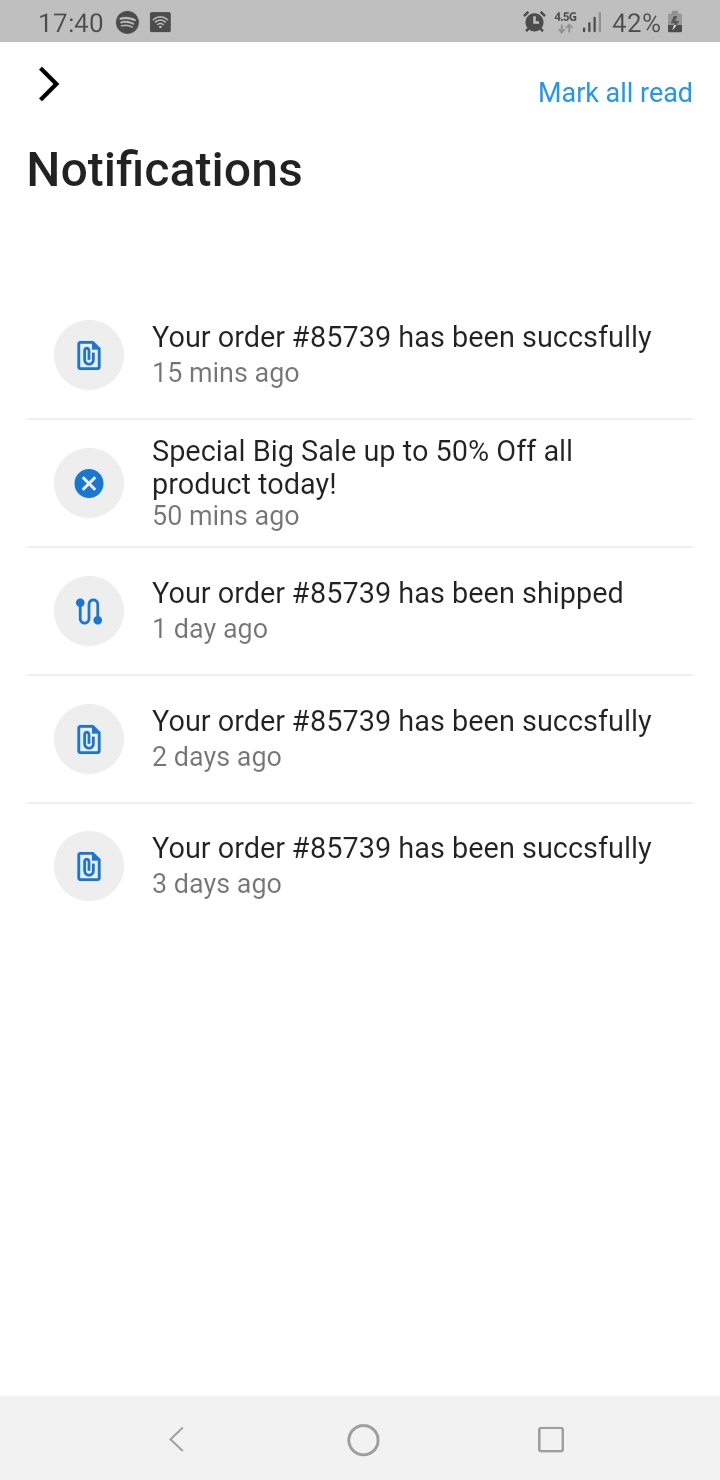 17:40
4.5G
42%
Mark all read
Notifications
Your order #85739 has been succsfully
15 mins ago
Special Big Sale up to 50% Off all
product today!
50 mins ago
Your order #85739 has been shipped
1 day ago
Your order #85739 has been succsfully
2 days ago
Your order #85739 has been succsfully
3 days ago